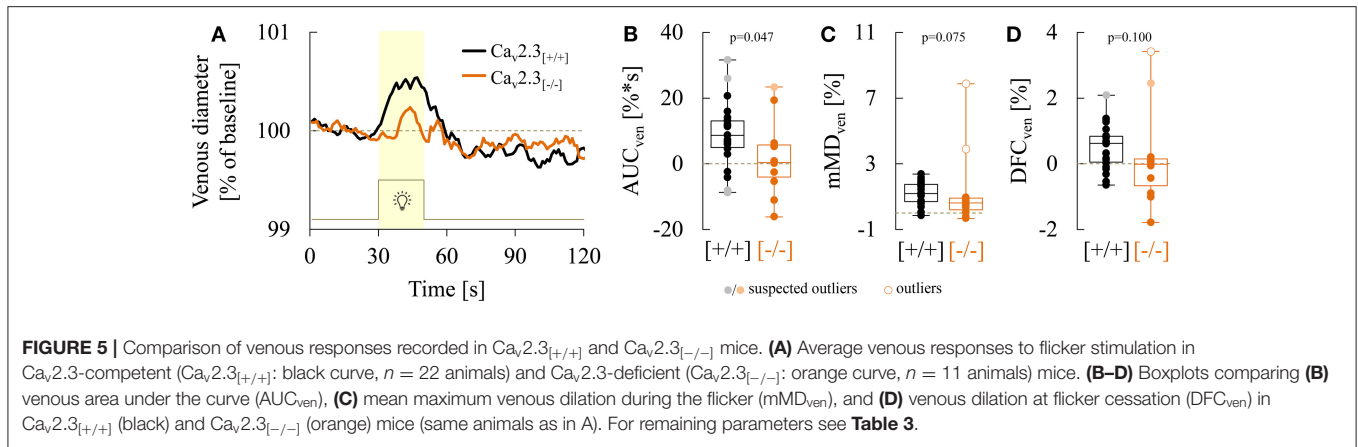 A
101
100
99
Venous diameter
[% of baseline]
Cav2.3[+/+]
Cav2.3[-/-]
0 30 60 90 120
Time [s]
B
p=0.047
40
20
0
-20
AUCven [%*s]
[+/+] [-/-]
C
p=0.075
11
7
3
-1
mMDven [%]
[+/+] [-/-]
D
p=0.100
4
2
0
-2
DFCven [%]
[+/+] [-/-]
/ suspected outliers
outliers
FIGURE 5 | Comparison of venous responses recorded in Cav2.3[+/+] and Cav2.3[−/−] mice. (A) Average venous responses to flicker stimulation in
Cav2.3-competent (Cav2.3[+/+]: black curve, n = 22 animals) and Cav2.3-deficient (Cav2.3[−/−]: orange curve, n = 11 animals) mice. (B–D) Boxplots comparing (B)
venous area under the curve (AUCven), (C) mean maximum venous dilation during the flicker (mMDven), and (D) venous dilation at flicker cessation (DFCven) in
Cav2.3[+/+] (black) and Cav2.3[−/−] (orange) mice (same animals as in A). For remaining parameters see Table 3.